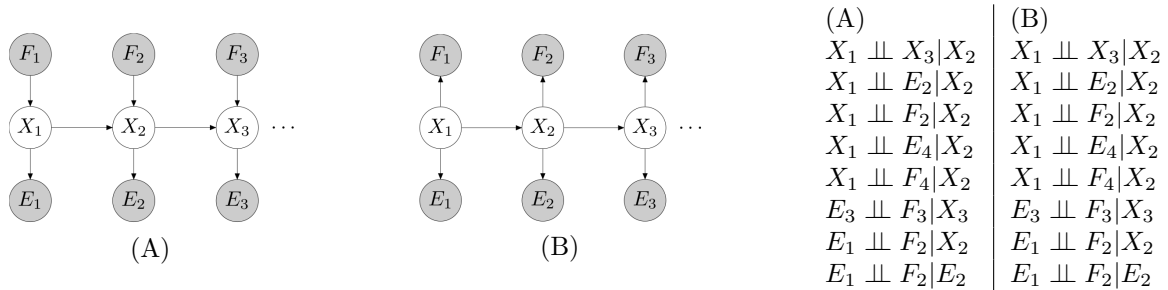 F₁ F₂ F₃
X₁ X₂ X₃ ⋯
E₁ E₂ E₃
(A)
F₁ F₂ F₃
X₁ X₂ X₃ ⋯
E₁ E₂ E₃
(B)
(A) (B)
X₁ ⫫ X₃|X₂ X₁ ⫫ X₃|X₂
X₁ ⫫ E₂|X₂ X₁ ⫫ E₂|X₂
X₁ ⫫ F₂|X₂ X₁ ⫫ F₂|X₂
X₁ ⫫ E₄|X₂ X₁ ⫫ E₄|X₂
X₁ ⫫ F₄|X₂ X₁ ⫫ F₄|X₂
E₃ ⫫ F₃|X₃ E₃ ⫫ F₃|X₃
E₁ ⫫ F₂|X₂ E₁ ⫫ F₂|X₂
E₁ ⫫ F₂|E₂ E₁ ⫫ F₂|E₂